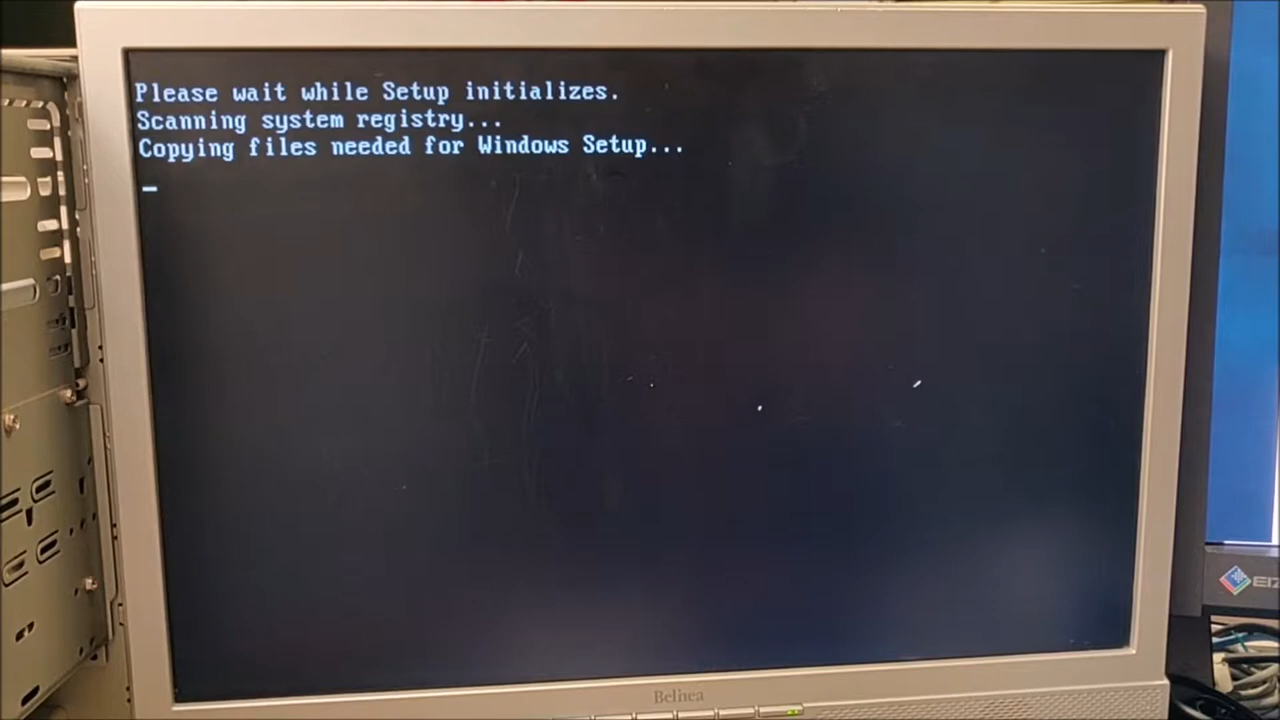 Please wait while Setup initializes.
Scanning system registry...
Copying files needed for Windows Setup...
Belinea